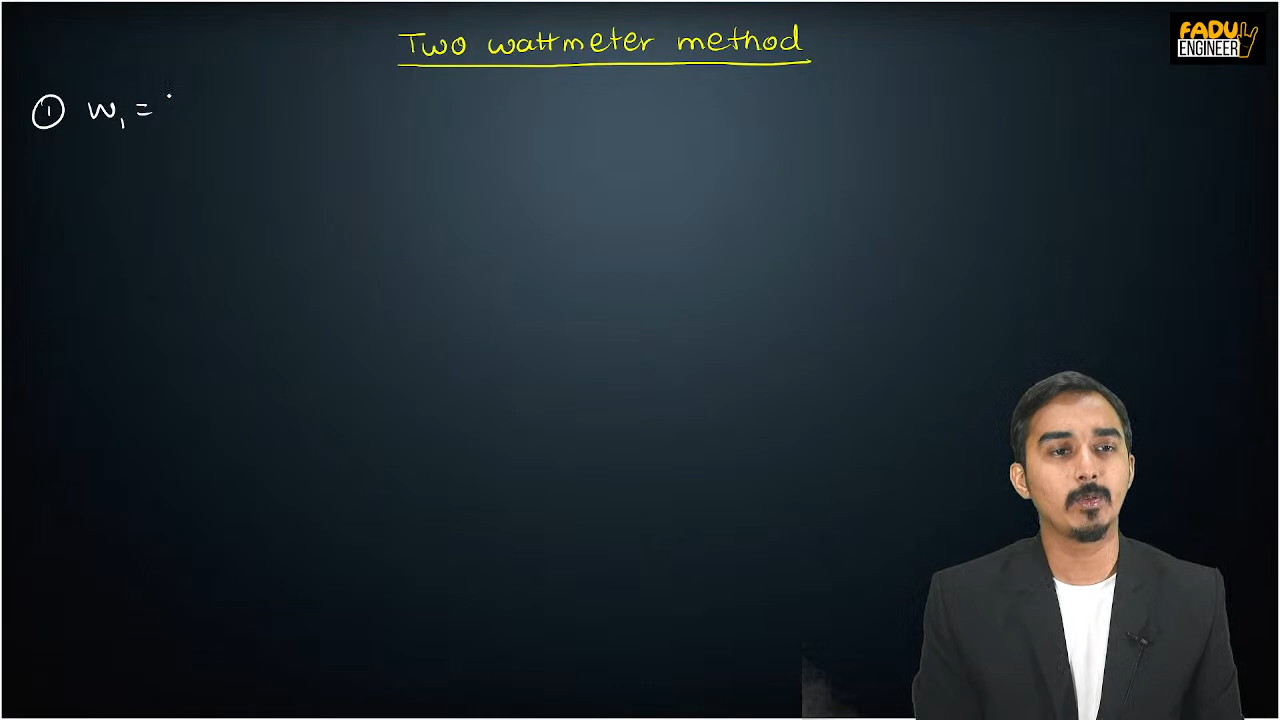 Two wattmeter method
FADU
ENGINEER
① W₁ =